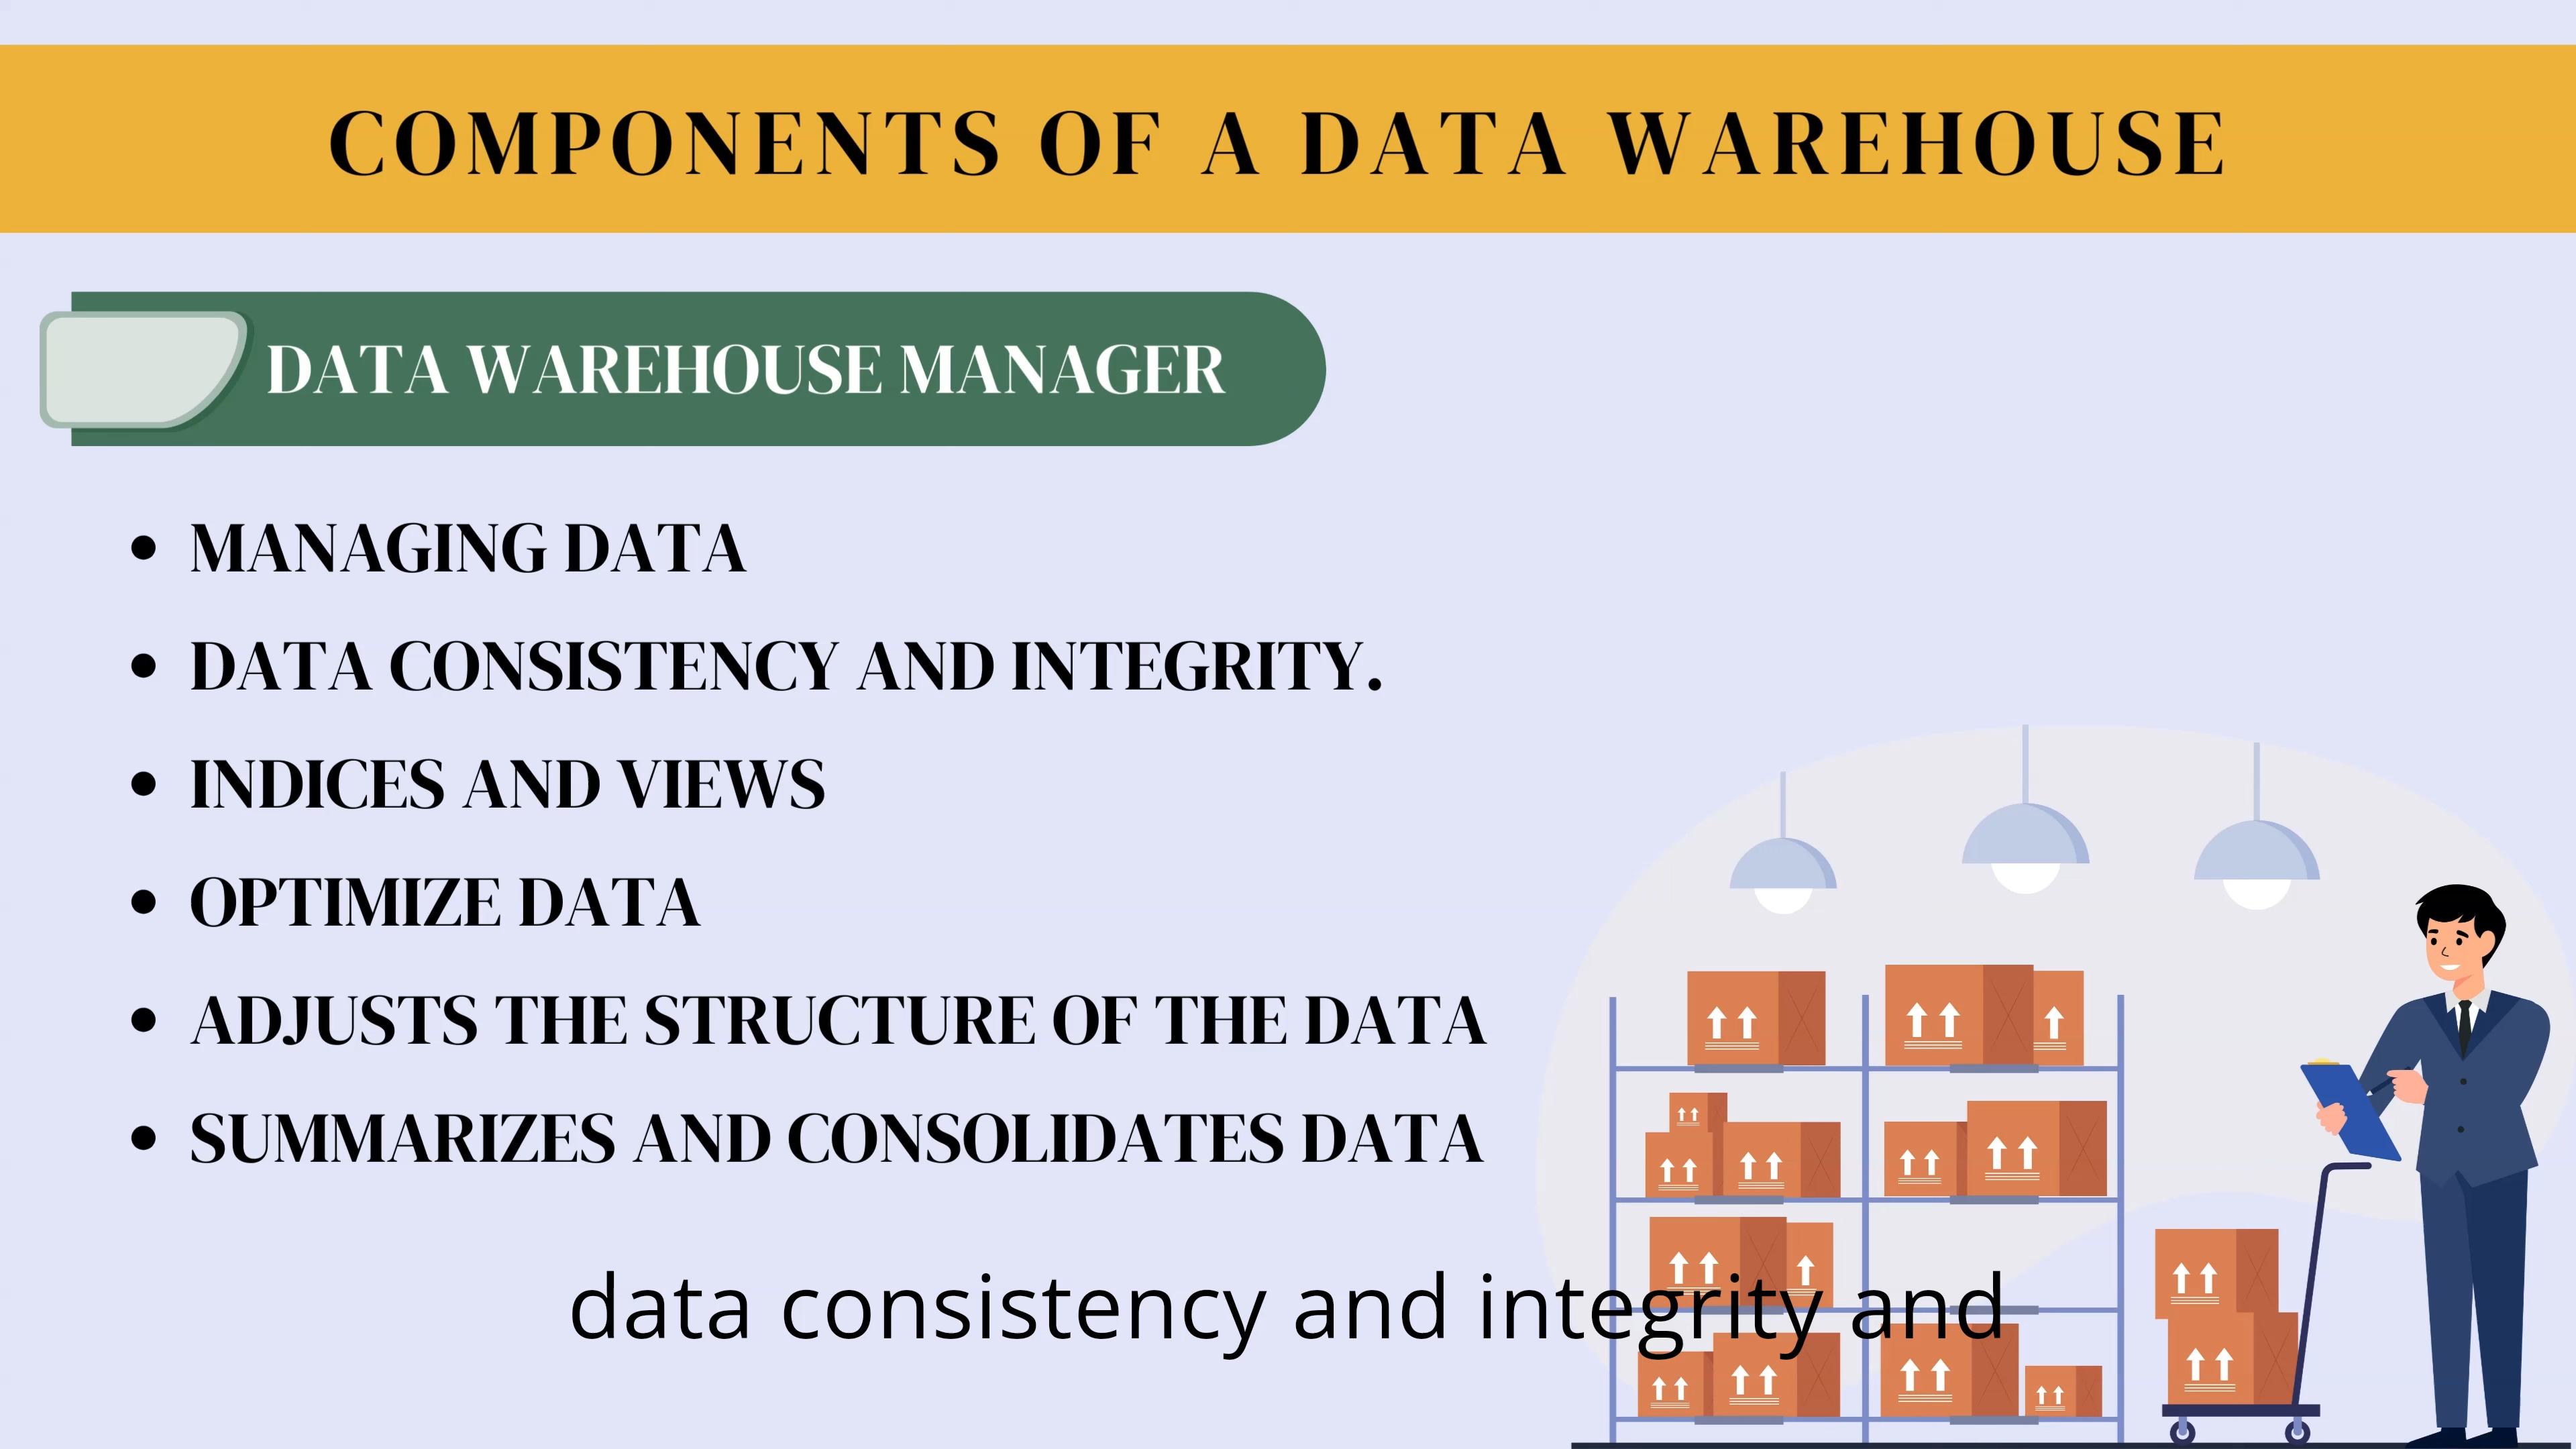 COMPONENTS OF A DATA WAREHOUSE
DATA WAREHOUSE MANAGER
• MANAGING DATA
• DATA CONSISTENCY AND INTEGRITY.
• INDICES AND VIEWS
• OPTIMIZE DATA
• ADJUSTS THE STRUCTURE OF THE DATA
• SUMMARIZES AND CONSOLIDATES DATA
data consistency and integrity and